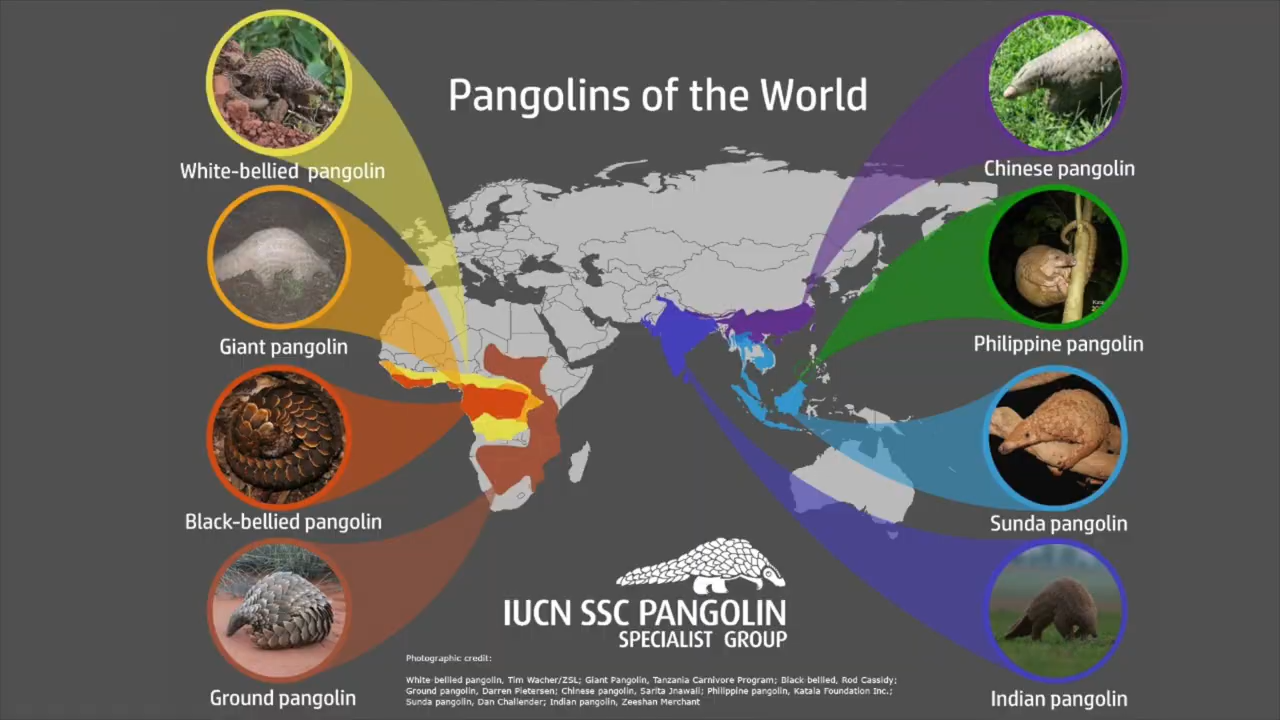 Pangolins of the World
White-bellied pangolin
Giant pangolin
Black-bellied pangolin
Ground pangolin
Chinese pangolin
Philippine pangolin
Sunda pangolin
Indian pangolin
IUCN SSC PANGOLIN
SPECIALIST GROUP
Photographic credit:
White-bellied pangolin, Tim Wacher/ZSL; Giant Pangolin, Tanzania Carnivore Program; Black bellied, Rod Cassidy;
Ground pangolin, Darren Pietersen; Chinese pangolin, Sarita Jnawali; Philippine pangolin, Katala Foundation Inc.;
Sunda pangolin, Dan Challender; Indian pangolin, Zeeshan Merchant